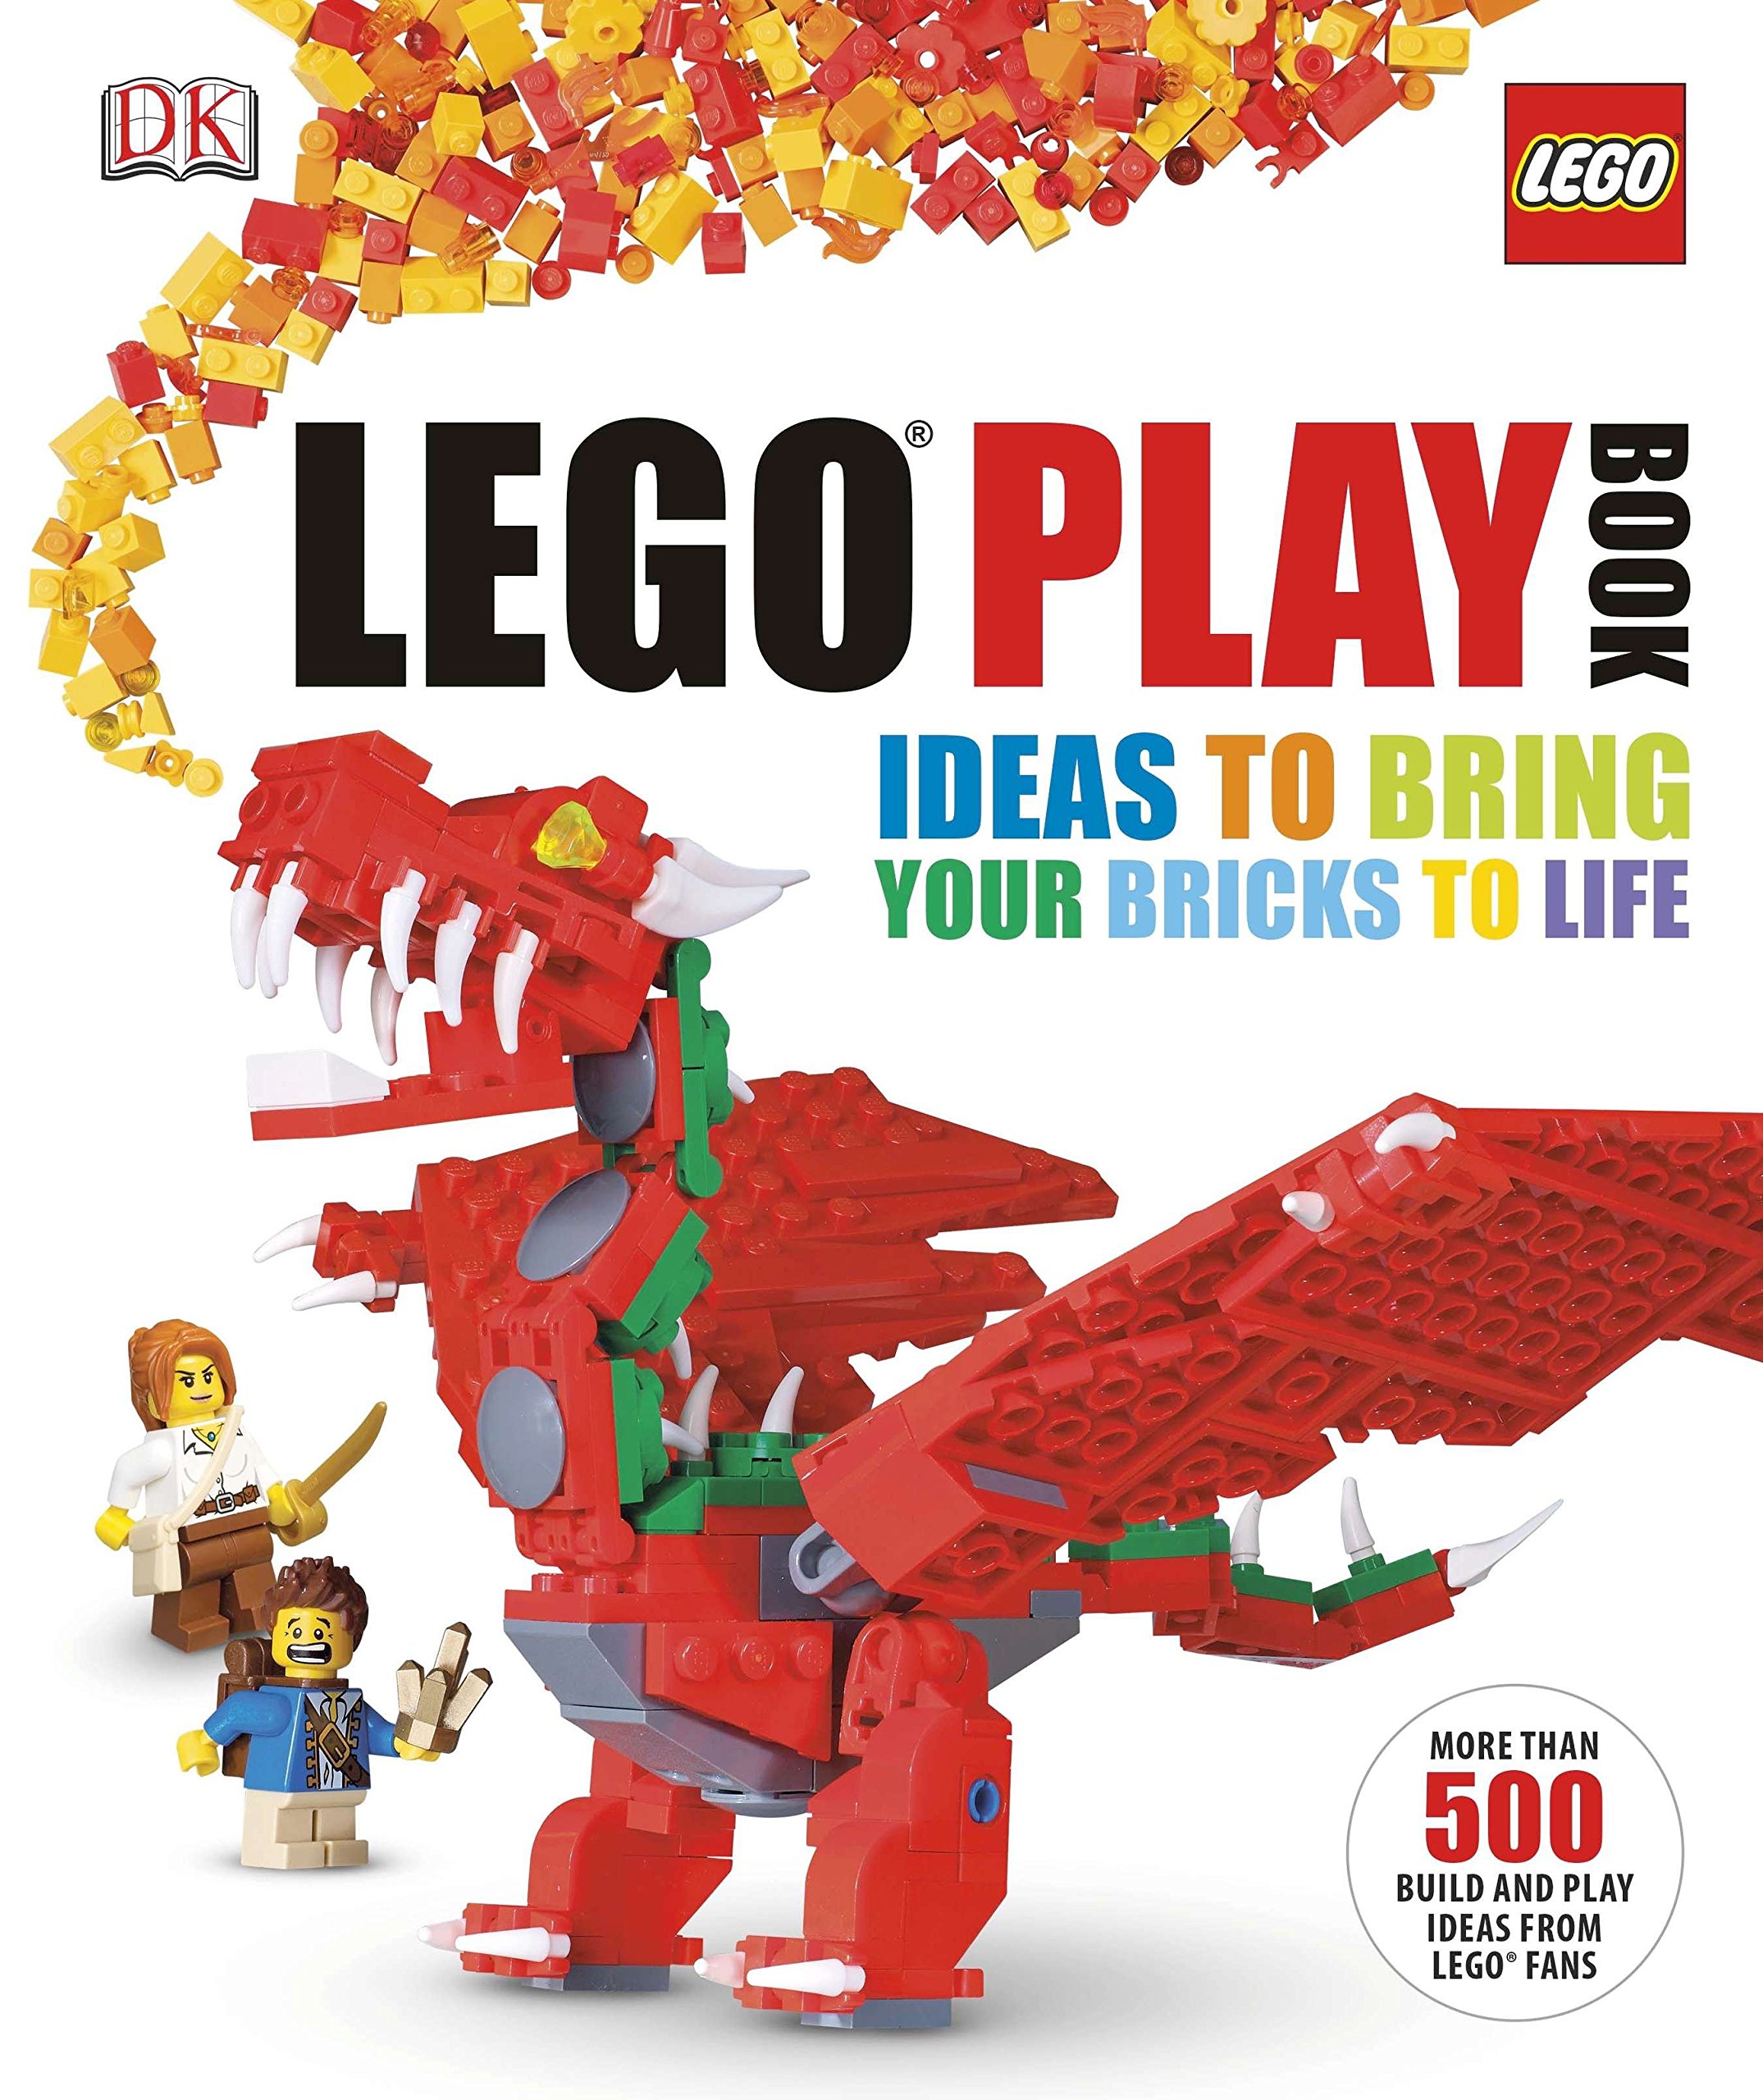 DK
LEGO
LEGO® PLAY BOOK
IDEAS TO BRING
YOUR BRICKS TO LIFE
MORE THAN
500
BUILD AND PLAY
IDEAS FROM
LEGO® FANS